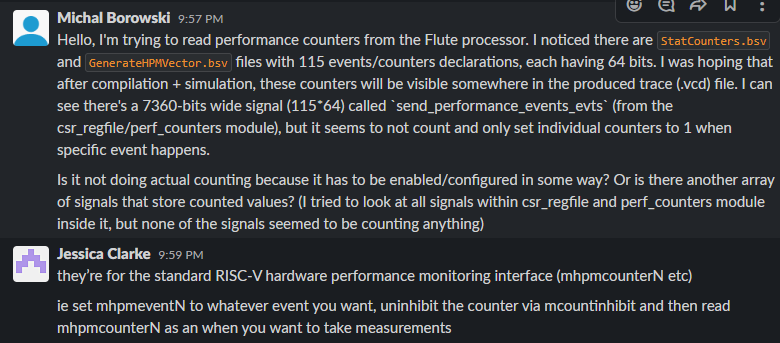 Michal Borowski 9:57 PM
Hello, I'm trying to read performance counters from the Flute processor. I noticed there are StatCounters.bsv
and GenerateHPMVector.bsv files with 115 events/counters declarations, each having 64 bits. I was hoping that
after compilation + simulation, these counters will be visible somewhere in the produced trace (.vcd) file. I can
see there's a 7360-bits wide signal (115*64) called `send_performance_events_evts` (from the
csr_regfile/perf_counters module), but it seems to not count and only set individual counters to 1 when
specific event happens.
Is it not doing actual counting because it has to be enabled/configured in some way? Or is there another array
of signals that store counted values? (I tried to look at all signals within csr_regfile and perf_counters module
inside it, but none of the signals seemed to be counting anything)
Jessica Clarke 9:59 PM
they're for the standard RISC-V hardware performance monitoring interface (mhpmcounterN etc)
ie set mhpmeventN to whatever event you want, uninhibit the counter via mcountinhibit and then read
mhpmcounterN as an when you want to take measurements